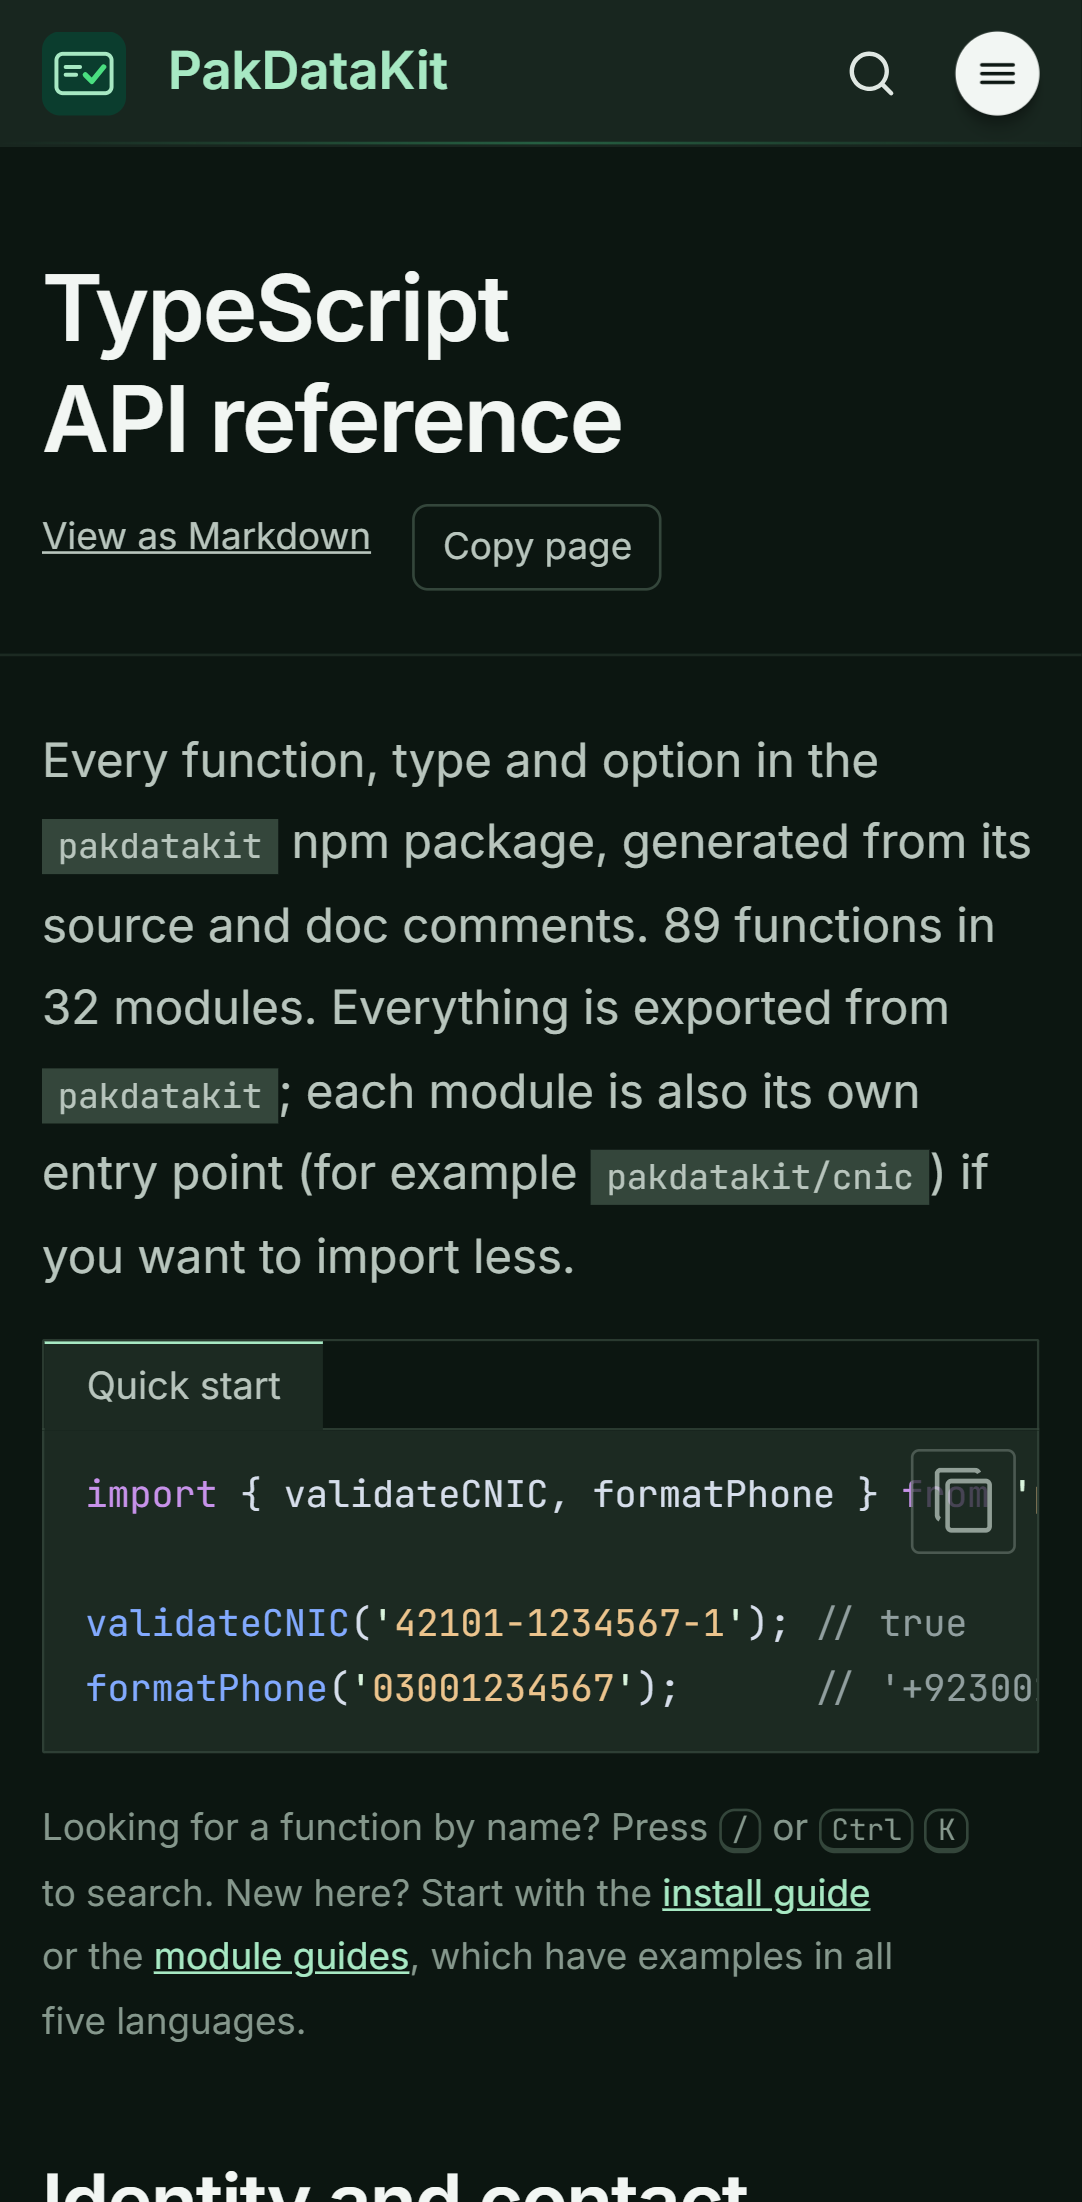 PakDataKit
TypeScript
API reference
View as Markdown
Copy page
Every function, type and option in the
pakdatakit npm package, generated from its
source and doc comments. 89 functions in
32 modules. Everything is exported from
pakdatakit; each module is also its own
entry point (for example pakdatakit/cnic) if
you want to import less.
Quick start
import { validateCNIC, formatPhone } from '
validateCNIC('42101-1234567-1'); // true
formatPhone('03001234567');      // '+92300
Looking for a function by name? Press / or Ctrl K
to search. New here? Start with the install guide
or the module guides, which have examples in all
five languages.
Identity and contact